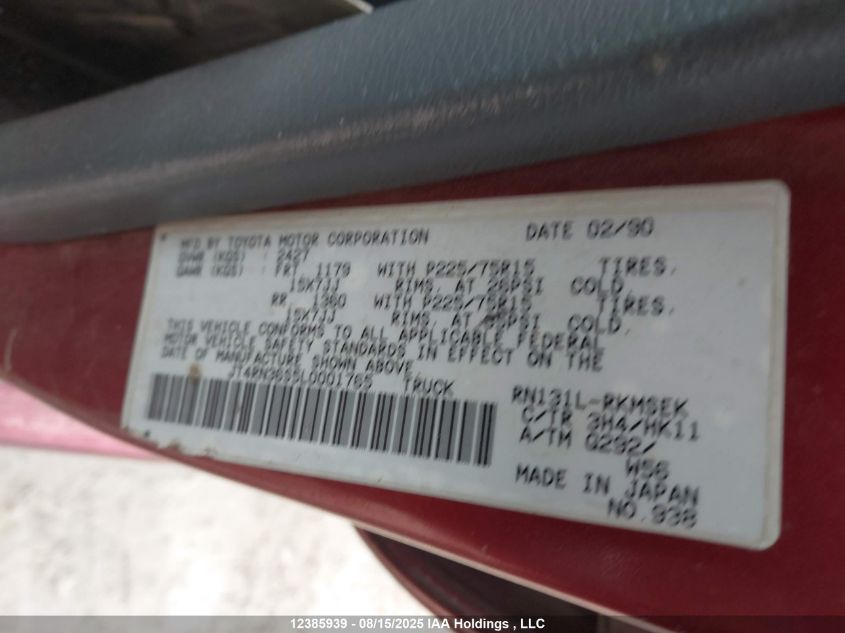 MFD BY TOYOTA MOTOR CORPORATION DATE 02/90
GVWR (KGS) : 2427
GAWR (KGS) : FRT 1179 WITH P225/75R15 TIRES,
15X7JJ RIMS, AT 26PSI COLD,
RR 1360 WITH P225/75R15 TIRES,
15X7JJ RIMS, AT PSI COLD.
THIS VEHICLE CONFORMS TO ALL APPLICABLE FEDERAL
MOTOR VEHICLE SAFETY STANDARDS IN EFFECT ON THE
DATE OF MANUFACTURE SHOWN ABOVE.
TRUCK
RN131L-RKMSEK
C/TR 3H4/HK11
A/TM Q292/
W56
MADE IN JAPAN
NO.938
12385939 - 08/15/2025 IAA Holdings , LLC